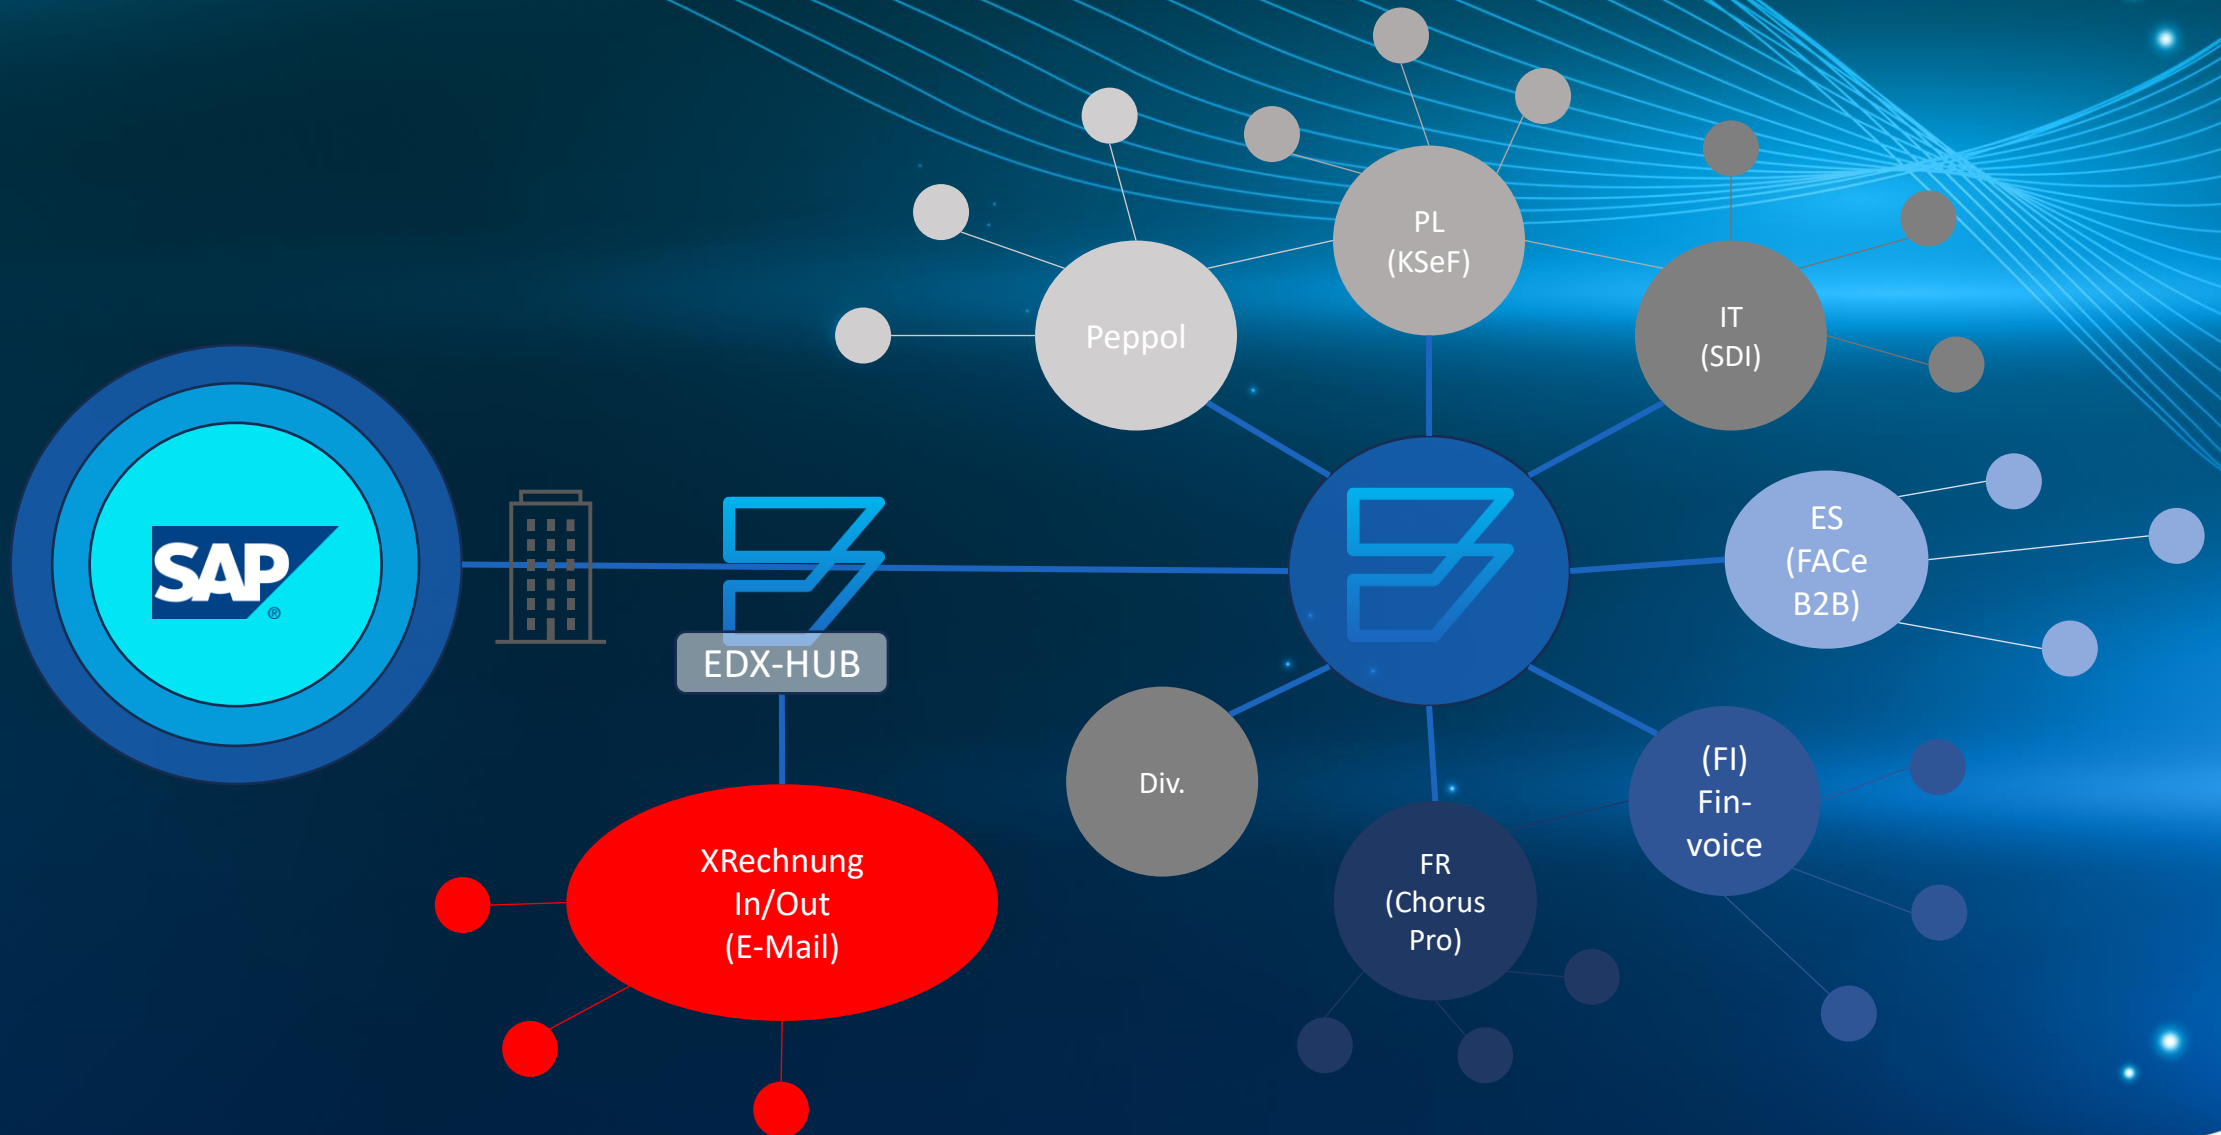 PL
(KSeF)
IT
(SDI)
Peppol
ES
(FACe
B2B)
SAP
®
EDX-HUB
(FI)
Fin-
voice
Div.
FR
(Chorus
Pro)
XRechnung
In/Out
(E-Mail)